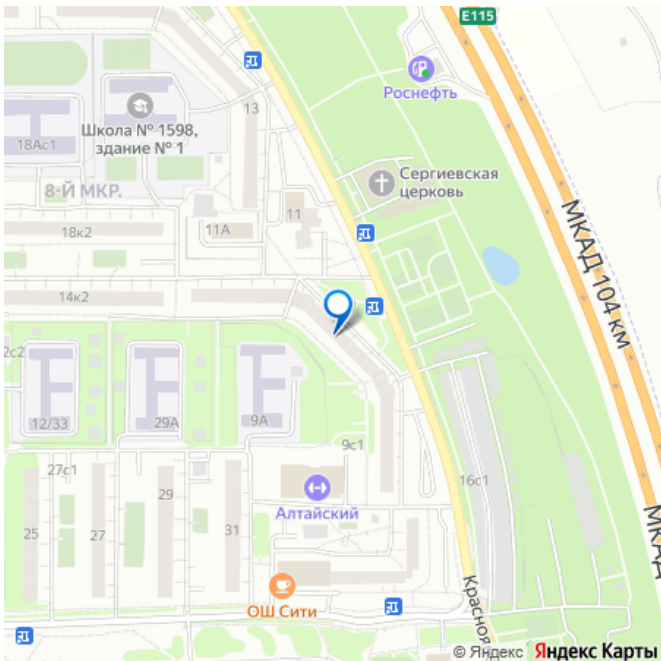 E115
Роснефть
13
Школа № 1598,
здание № 1
18Ас1
Сергиевская
церковь
8-Й МКР.
11
11А
18к2
МКАД 104 км
14к2
2с2
12/33
29А
9А
9с1
27с1
29
16с1
25
27
31
Алтайский
МКАД
ОШ Сити
Красноя
© Яндекс Яндекс Карты